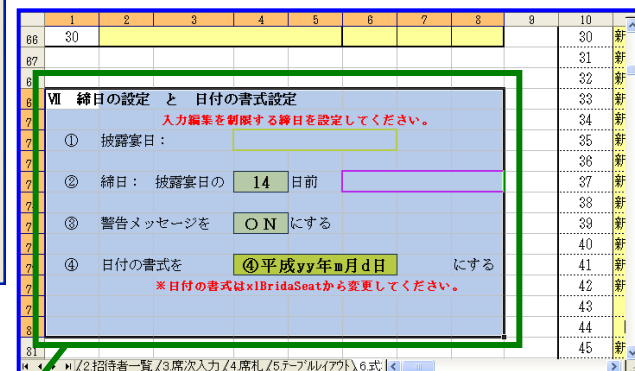 1 2 3 4 5 6 7 8 9 10
66 30 30 新
67 31 新
32 新
Ⅶ 締日の設定 と 日付の書式設定 33 新
入力編集を制限する締日を設定してください。 34 新
① 披露宴日： 35 新
36 新
② 締日： 披露宴日の 14 日前 37 新
38 新
③ 警告メッセージを ON にする 39 新
40 新
④ 日付の書式を ④平成yy年m月d日 にする 41 新
※日付の書式はxlBridaSeatから変更してください。 42 新
43
44
81 45 新
2.招待者一覧 3.席次入力 4.席札 5.テーブルレイアウト 6.式